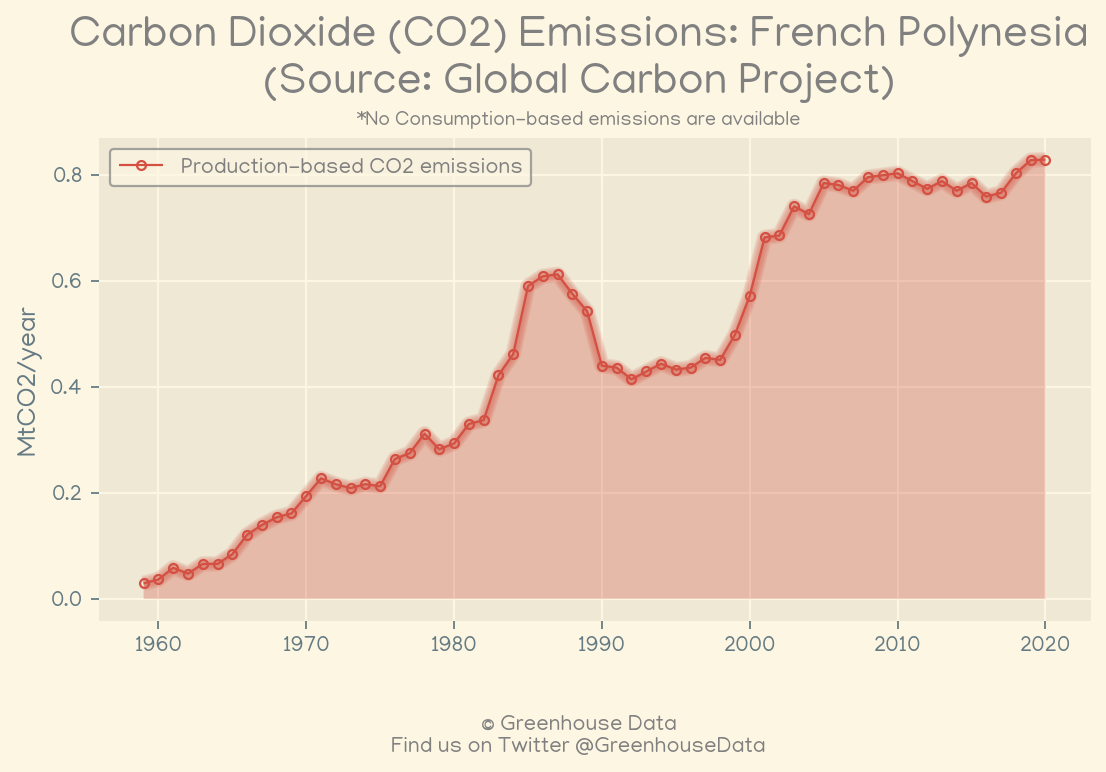 Carbon Dioxide (CO2) Emissions: French Polynesia
(Source: Global Carbon Project)
*No Consumption-based emissions are available
Production-based CO2 emissions
MtCO2/year
0.8
0.6
0.4
0.2
0.0
1960 1970 1980 1990 2000 2010 2020
© Greenhouse Data
Find us on Twitter @GreenhouseData